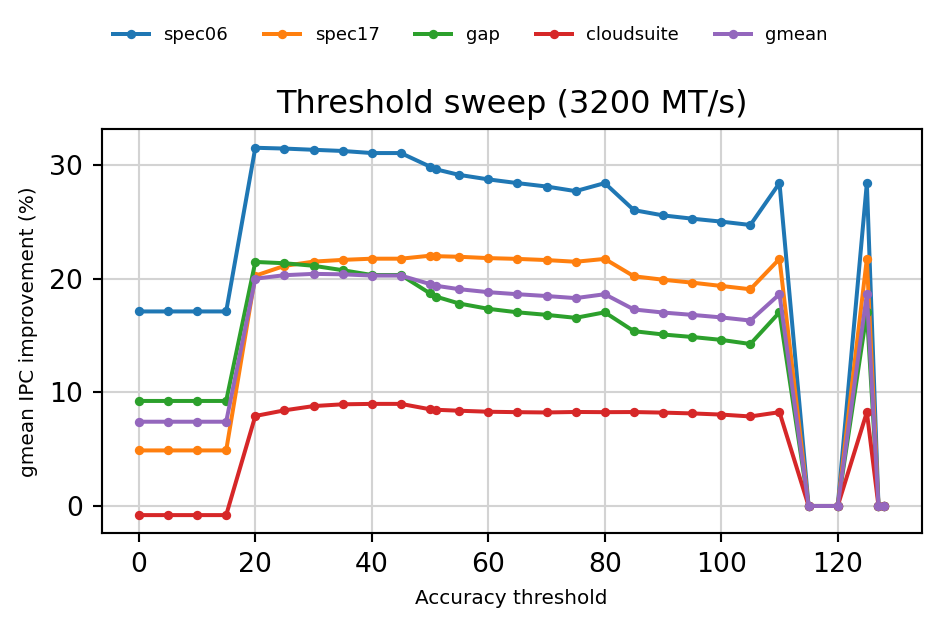 spec06 spec17 gap cloudsuite gmean
Threshold sweep (3200 MT/s)
gmean IPC improvement (%)
30
20
10
0
0 20 40 60 80 100 120
Accuracy threshold